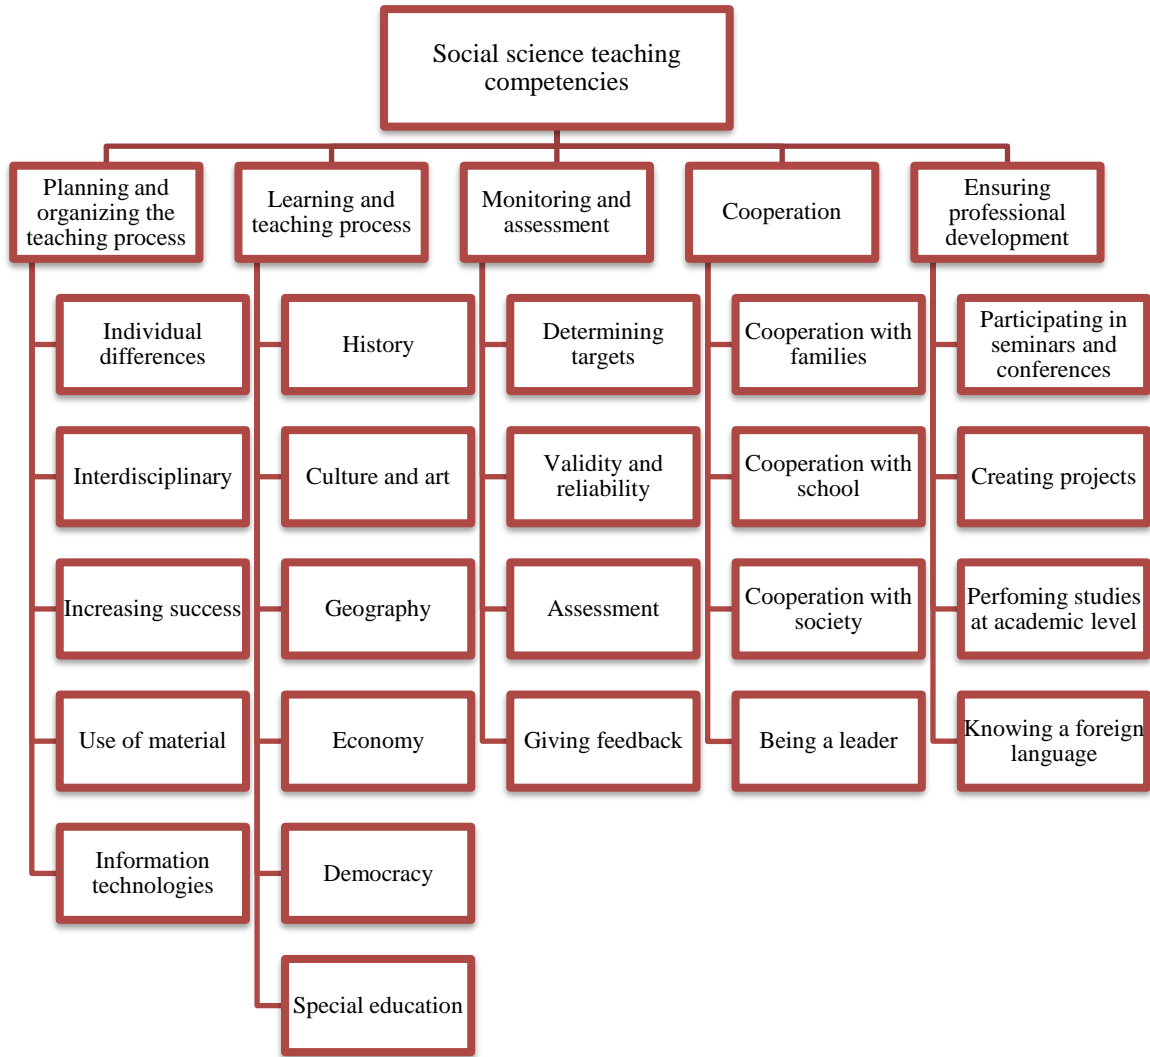 Social science teaching
competencies
Planning and
organizing the
teaching process
Individual
differences
Interdisciplinary
Increasing success
Use of material
Information
technologies
Learning and
teaching process
History
Culture and art
Geography
Economy
Democracy
Special education
Monitoring and
assessment
Determining
targets
Validity and
reliability
Assessment
Giving feedback
Cooperation
Cooperation with
families
Cooperation with
school
Cooperation with
society
Being a leader
Ensuring
professional
development
Participating in
seminars and
conferences
Creating projects
Perfoming studies
at academic level
Knowing a foreign
language